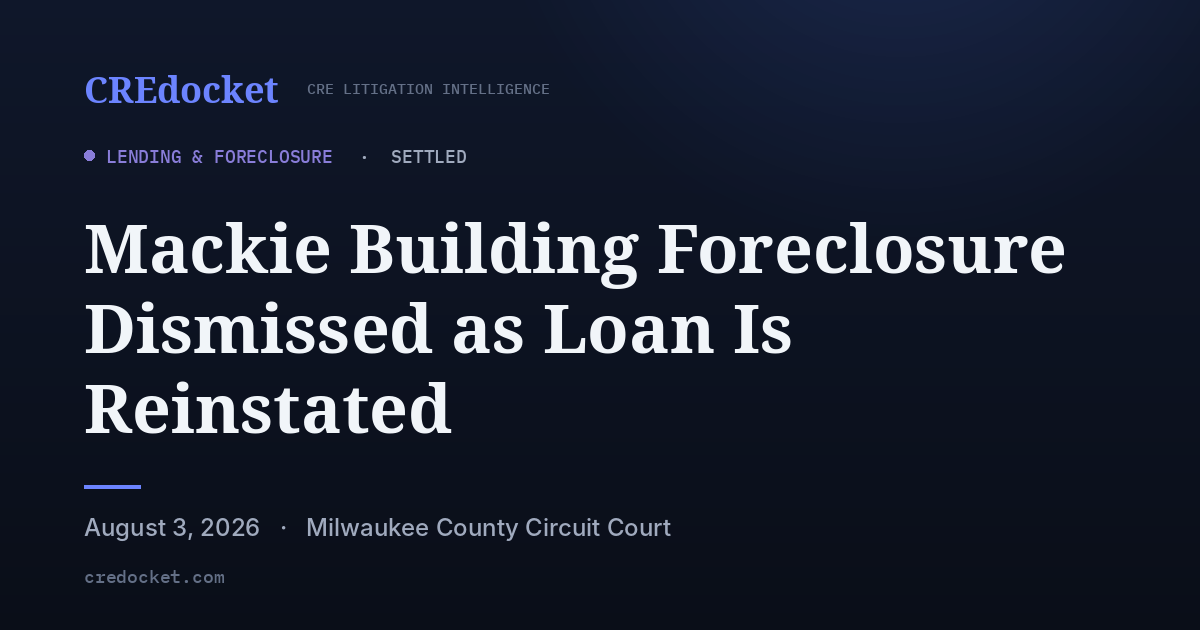 CREdocket CRE LITIGATION INTELLIGENCE
LENDING & FORECLOSURE · SETTLED
Mackie Building Foreclosure
Dismissed as Loan Is
Reinstated
August 3, 2026 · Milwaukee County Circuit Court
credocket.com